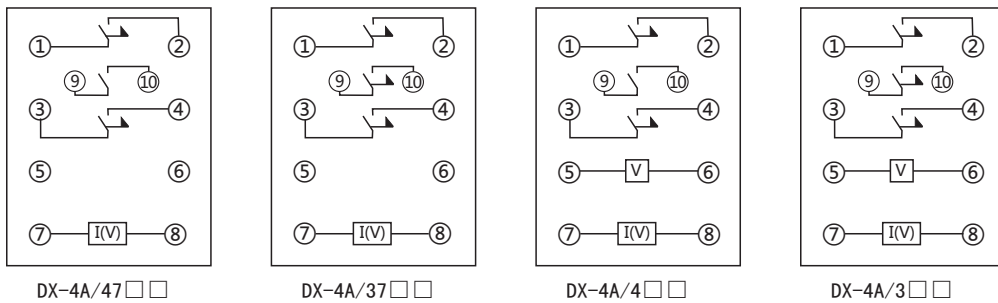 ① ② ① ② ① ② ① ②
⑨ ⑩ ⑨ ⑩ ⑨ ⑩ ⑨ ⑩
③ ④ ③ ④ ③ ④ ③ ④
⑤ ⑥ ⑤ ⑥ ⑤ V ⑥ ⑤ V ⑥
⑦ I(V) ⑧ ⑦ I(V) ⑧ ⑦ I(V) ⑧ ⑦ I(V) ⑧
DX-4A/47□□ DX-4A/37□□ DX-4A/4□□ DX-4A/3□□